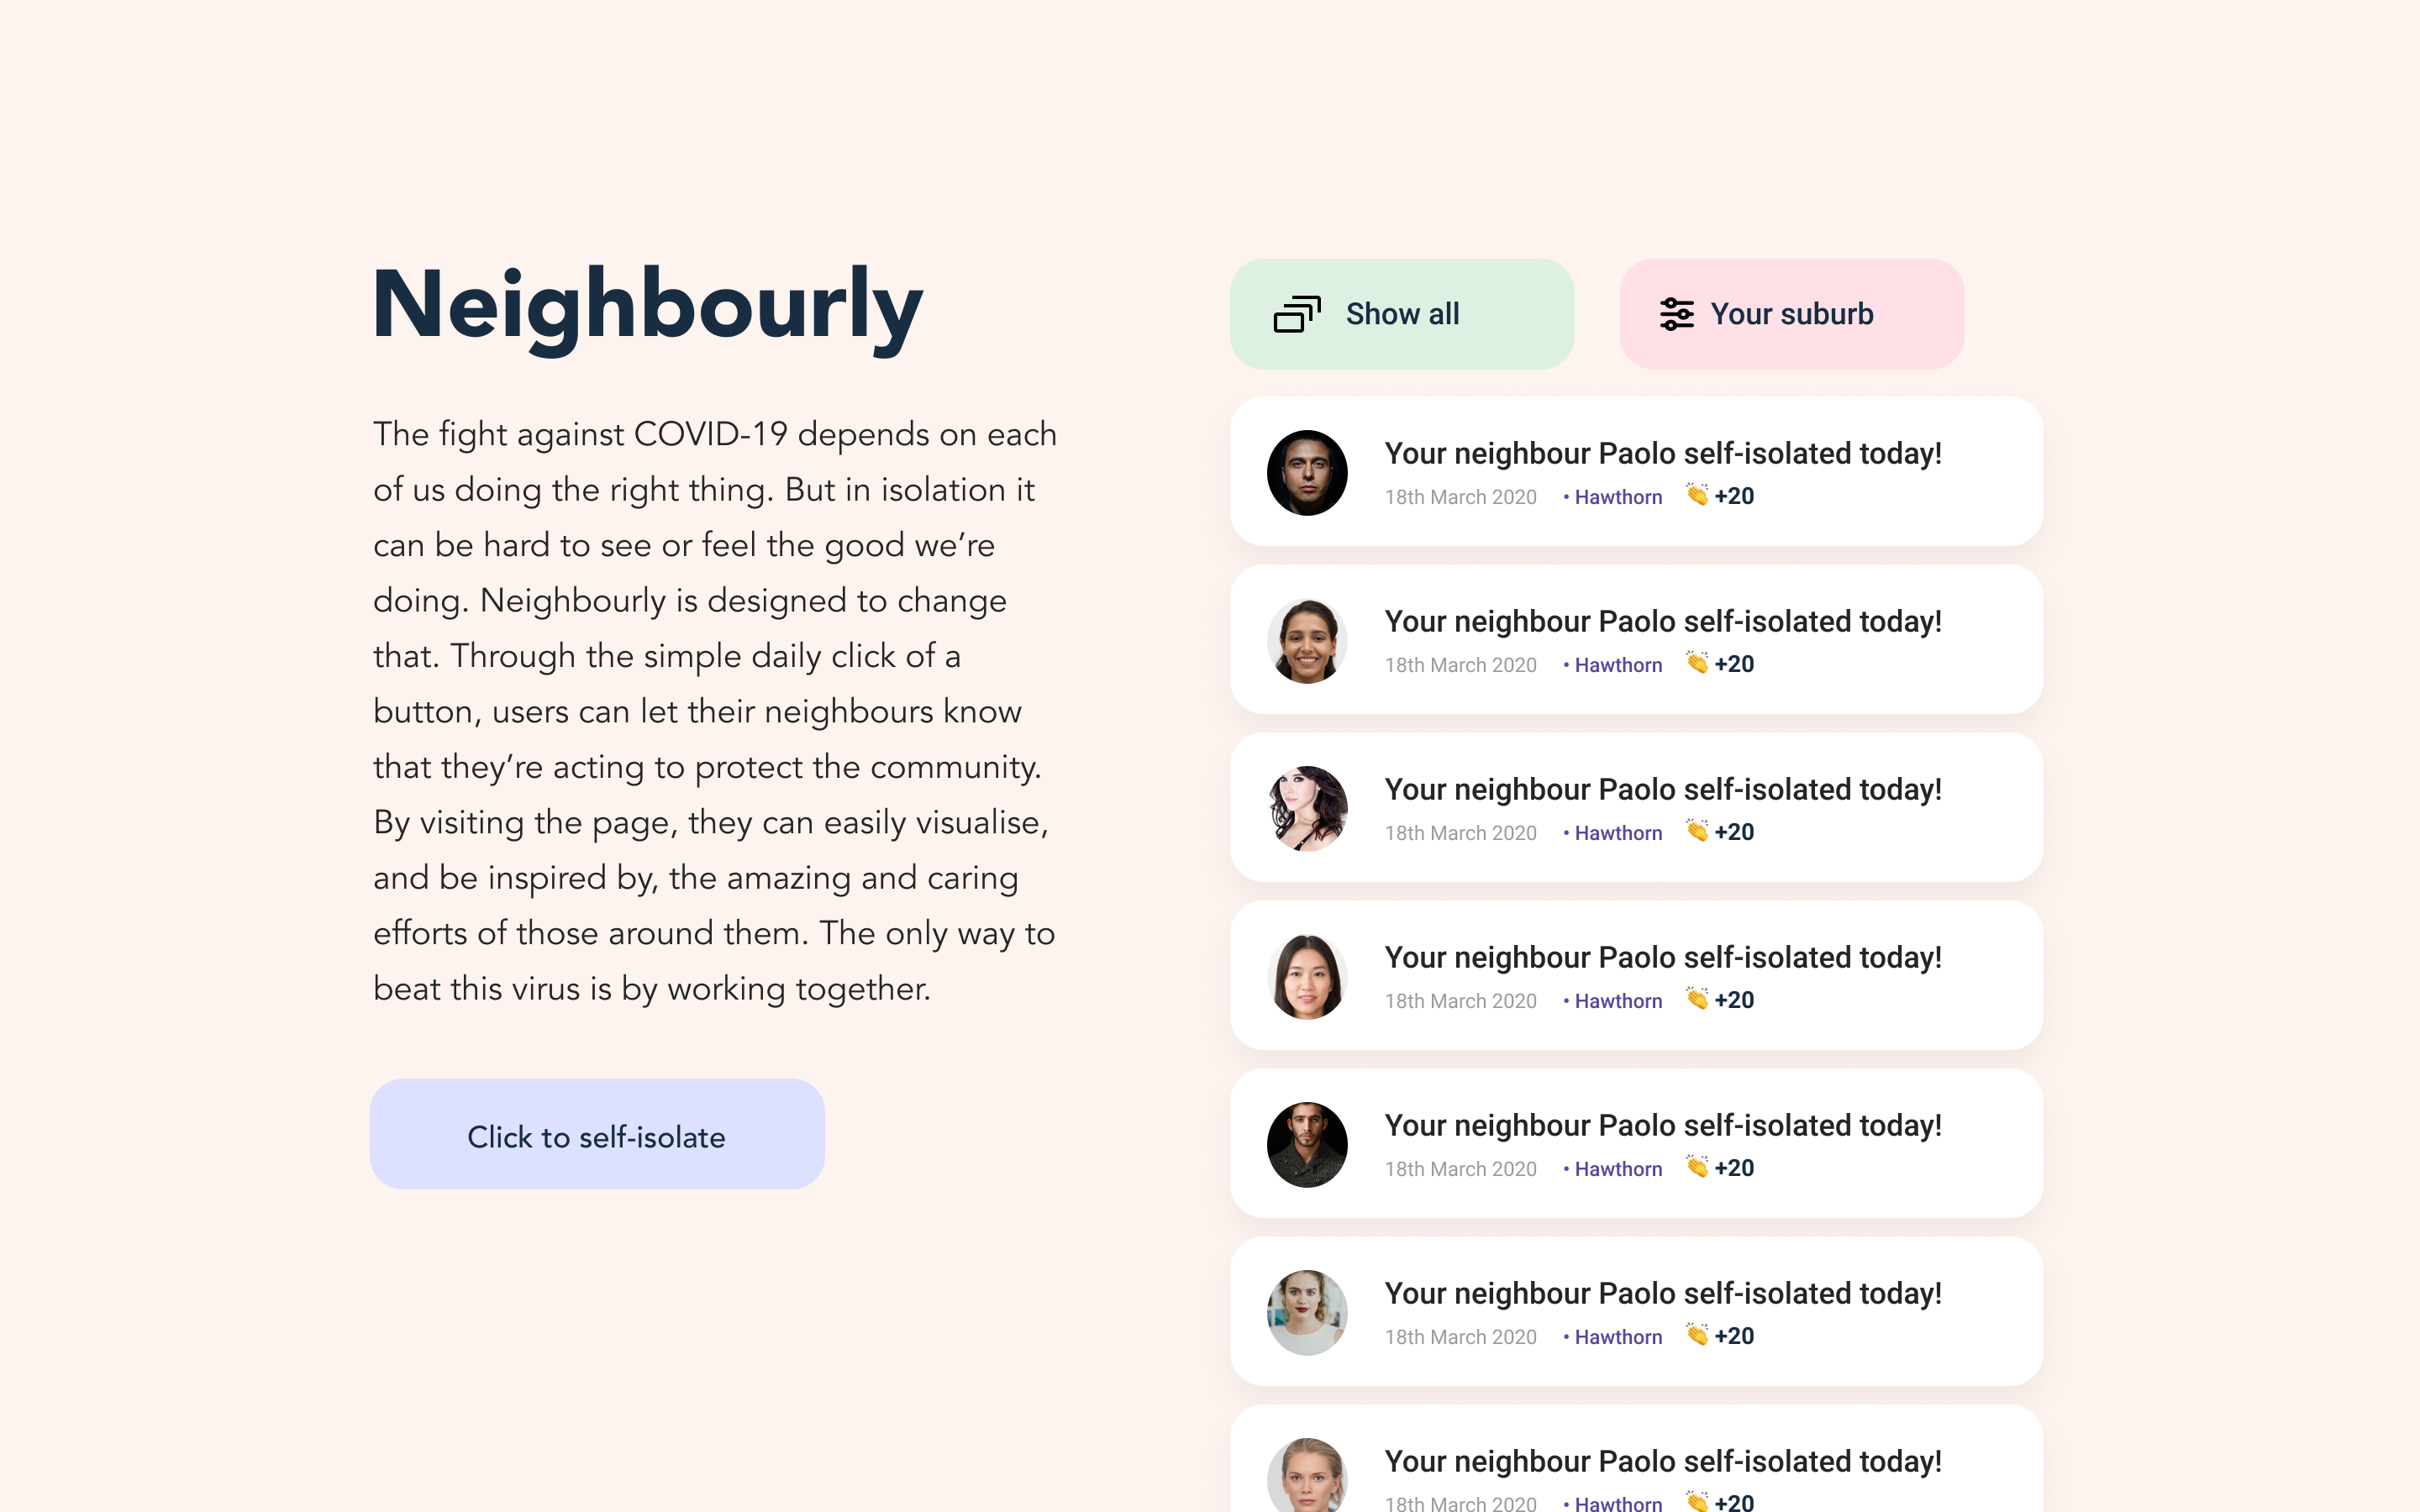 Neighbourly
The fight against COVID-19 depends on each
of us doing the right thing. But in isolation it
can be hard to see or feel the good we’re
doing. Neighbourly is designed to change
that. Through the simple daily click of a
button, users can let their neighbours know
that they’re acting to protect the community.
By visiting the page, they can easily visualise,
and be inspired by, the amazing and caring
efforts of those around them. The only way to
beat this virus is by working together.
Click to self-isolate
Show all
Your suburb
Your neighbour Paolo self-isolated today!
18th March 2020 • Hawthorn 👏 +20
Your neighbour Paolo self-isolated today!
18th March 2020 • Hawthorn 👏 +20
Your neighbour Paolo self-isolated today!
18th March 2020 • Hawthorn 👏 +20
Your neighbour Paolo self-isolated today!
18th March 2020 • Hawthorn 👏 +20
Your neighbour Paolo self-isolated today!
18th March 2020 • Hawthorn 👏 +20
Your neighbour Paolo self-isolated today!
18th March 2020 • Hawthorn 👏 +20
Your neighbour Paolo self-isolated today!
18th March 2020 • Hawthorn 👏 +20